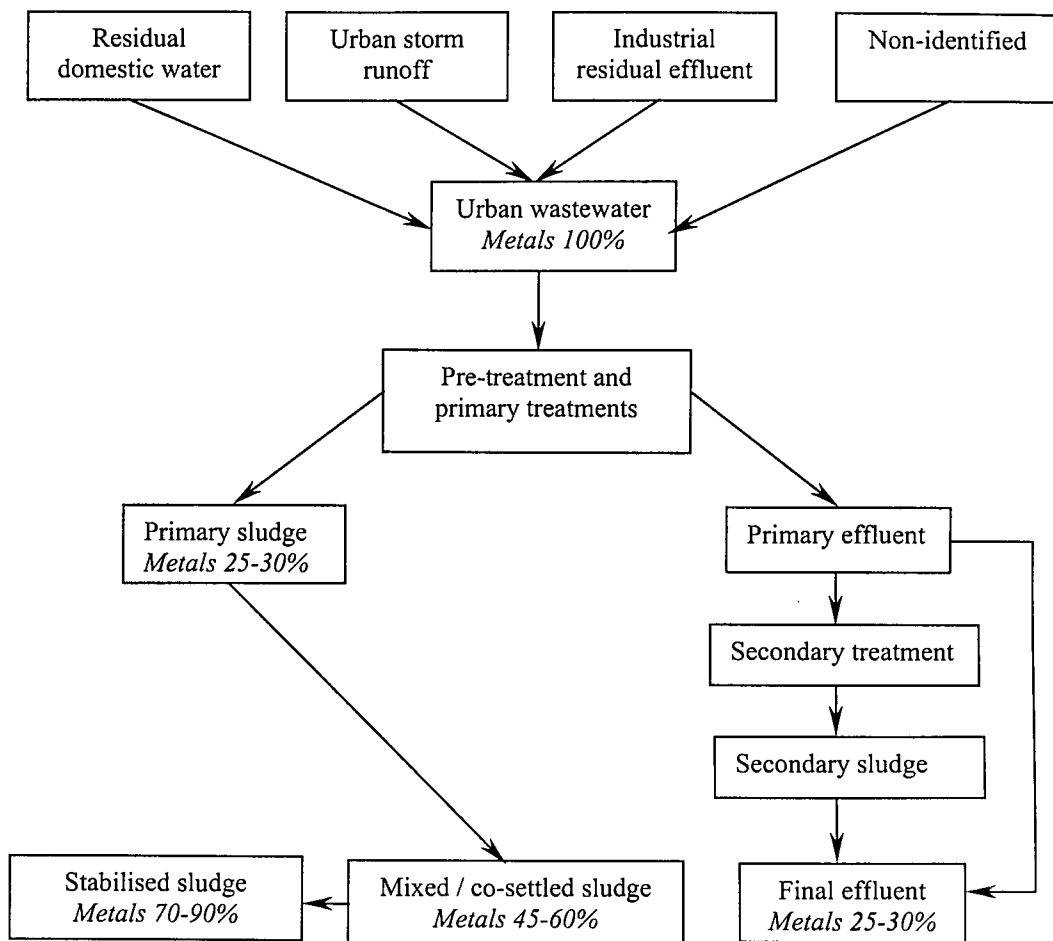 Residual
domestic water
Urban storm
runoff
Industrial
residual effluent
Non-identified
Urban wastewater
Metals 100%
Pre-treatment and
primary treatments
Primary sludge
Metals 25-30%
Primary effluent
Secondary treatment
Secondary sludge
Stabilised sludge
Metals 70-90%
Mixed / co-settled sludge
Metals 45-60%
Final effluent
Metals 25-30%